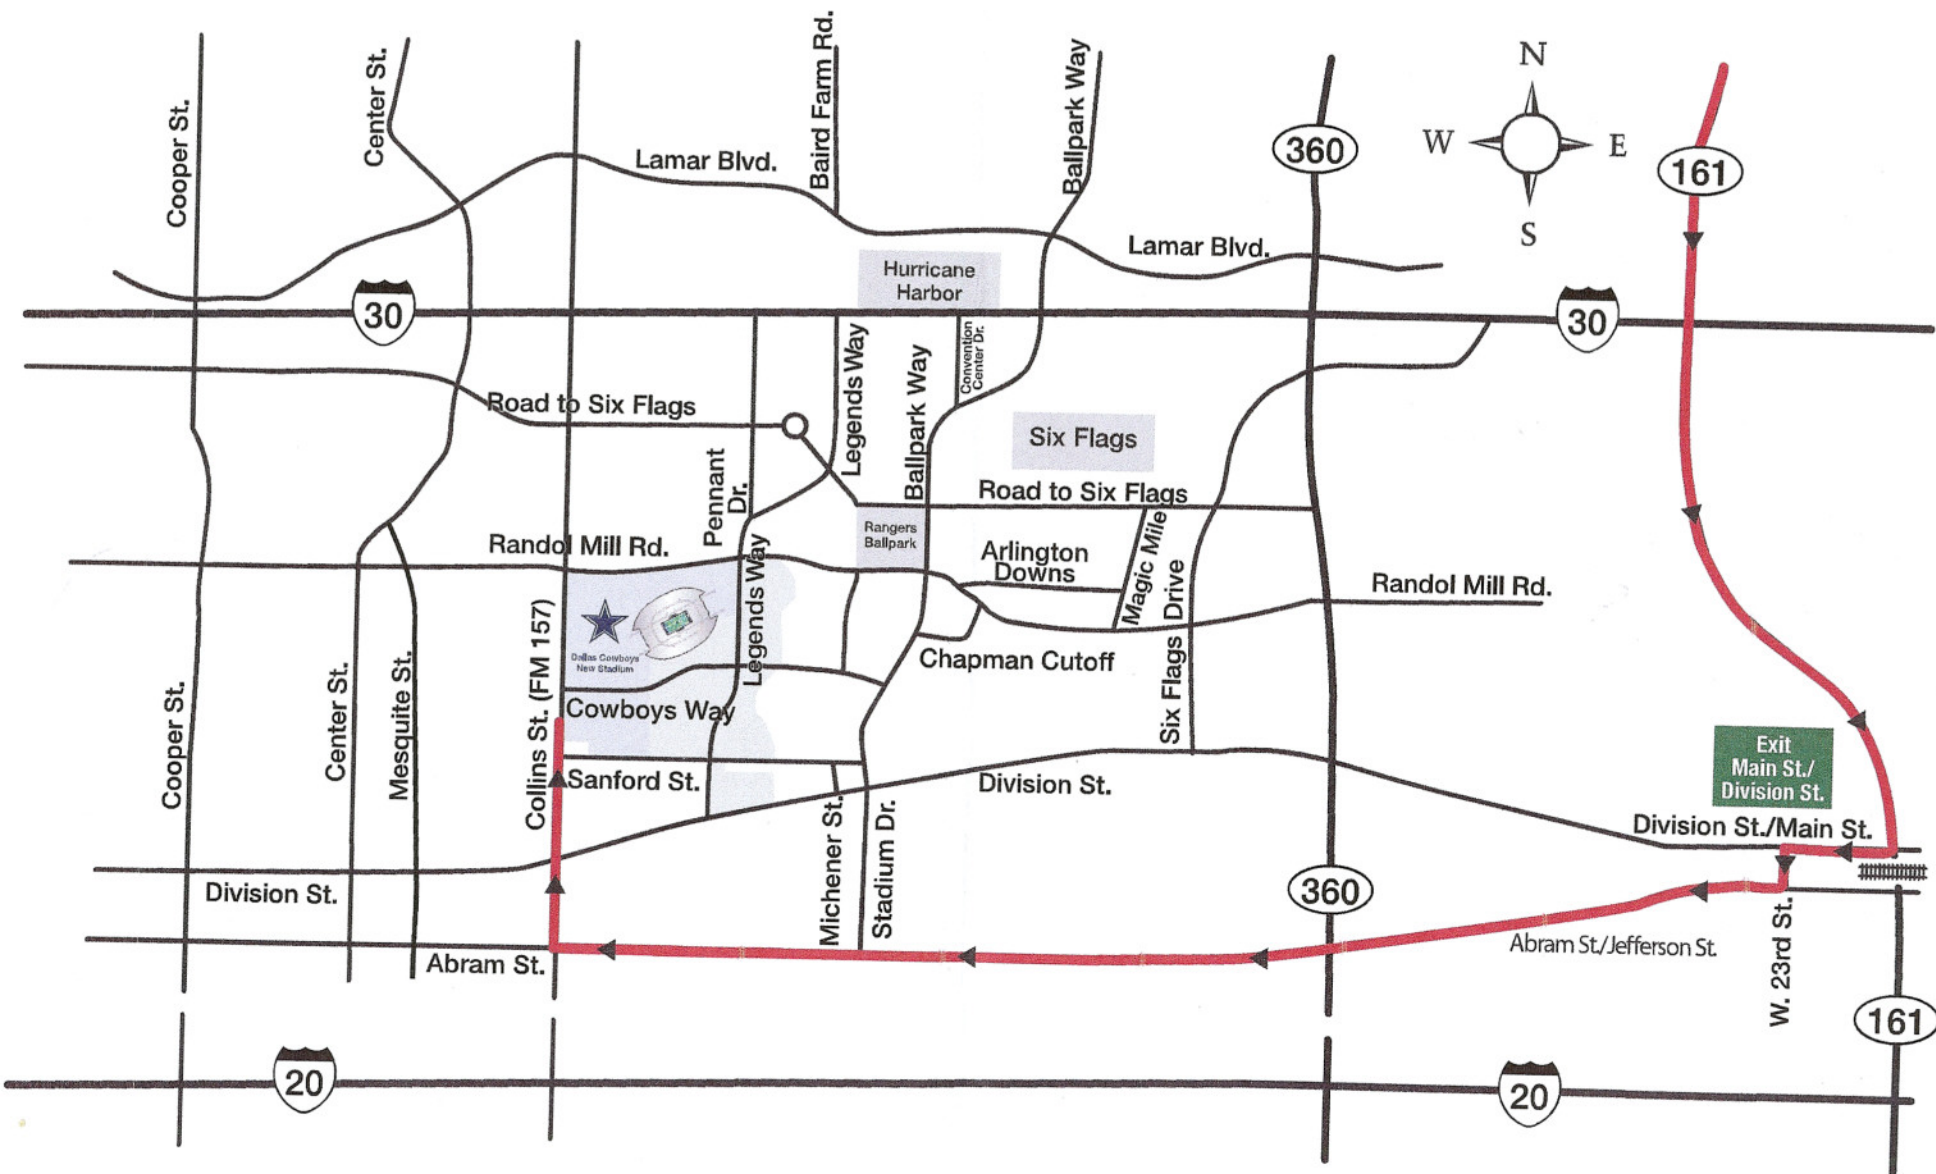 Cooper St.
Center St.
Baird Farm Rd.
Ballpark Way
360
N
W
E
S
161
Lamar Blvd.
Lamar Blvd.
Hurricane
Harbor
30
30
Legends Way
Convention
Center Dr.
Ballpark Way
Road to Six Flags
Six Flags
Pennant
Dr.
Road to Six Flags
Rangers
Ballpark
Randol Mill Rd.
Arlington
Downs
Magic Mile
Randol Mill Rd.
Legends Way
Dallas Cowboys
New Stadium
Collins St. (FM 157)
Chapman Cutoff
Six Flags Drive
Cooper St.
Center St.
Mesquite St.
Cowboys Way
Exit
Main St./
Division St.
Sanford St.
Division St.
Michener St.
Stadium Dr.
Division St./Main St.
Division St.
360
Abram St./Jefferson St.
W. 23rd St.
Abram St.
161
20
20